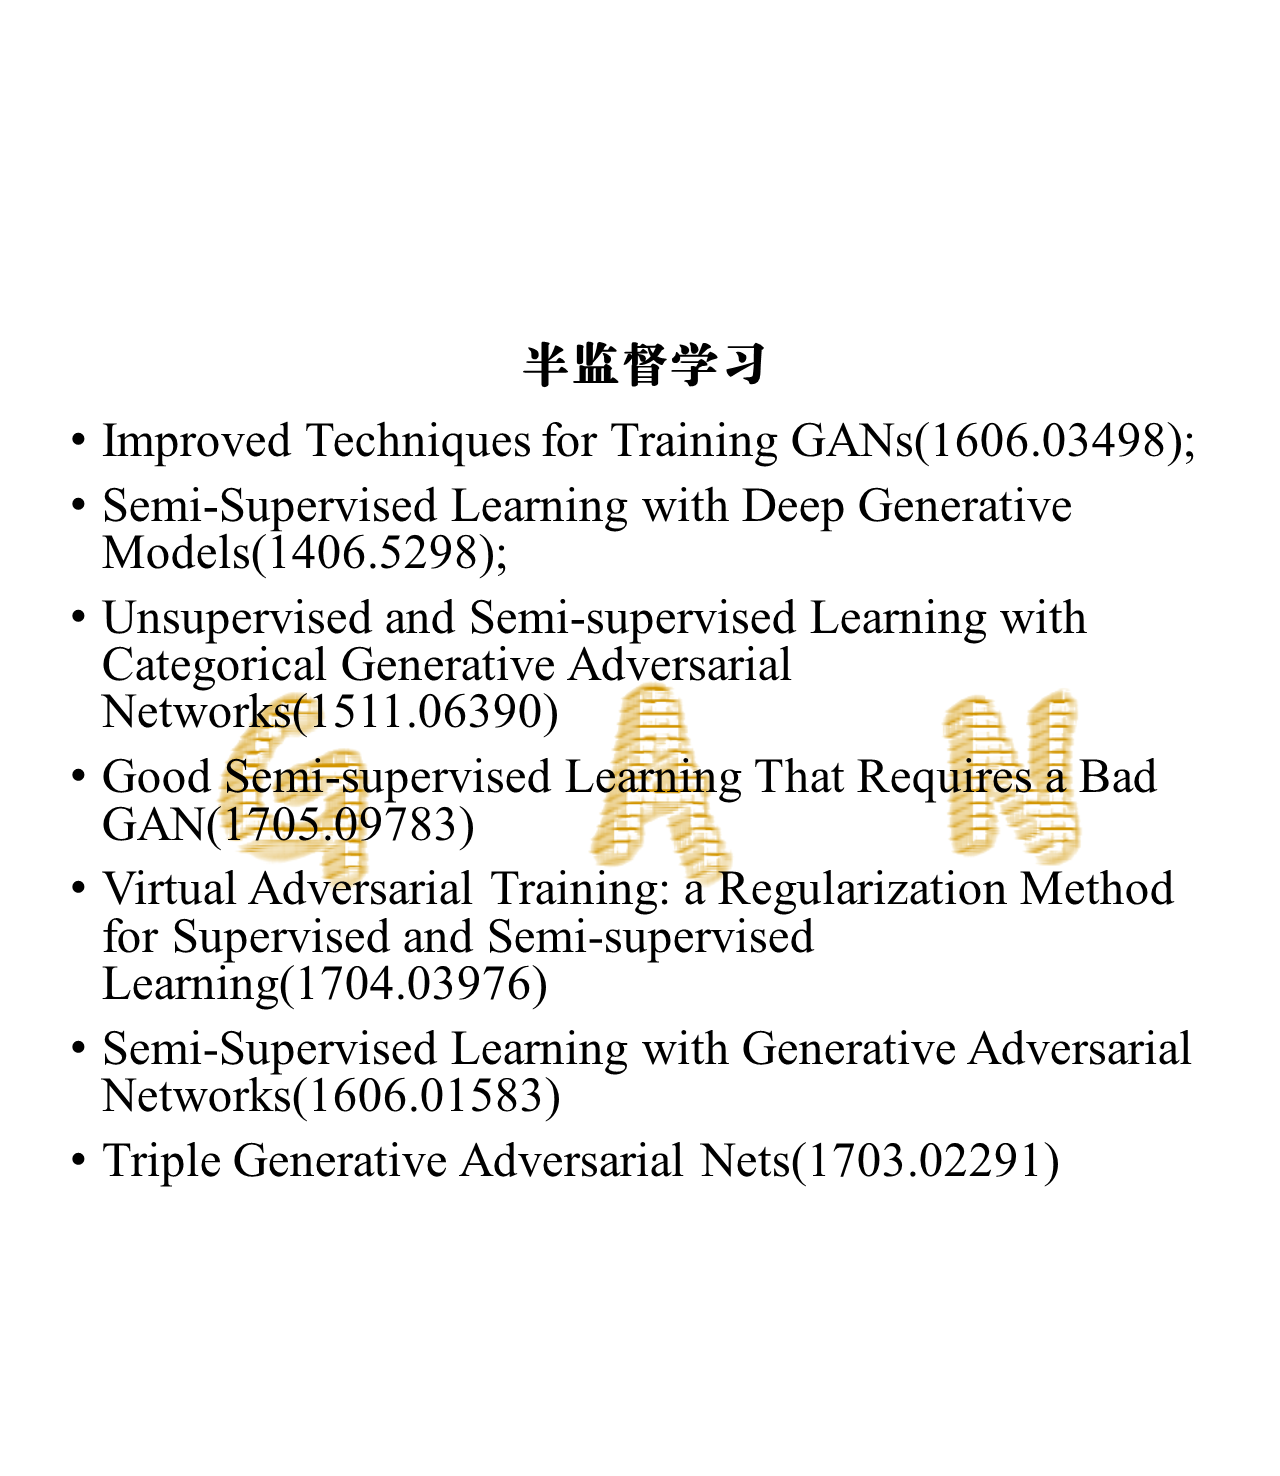 半监督学习
• Improved Techniques for Training GANs(1606.03498);
• Semi-Supervised Learning with Deep Generative
Models(1406.5298);
• Unsupervised and Semi-supervised Learning with
Categorical Generative Adversarial
Networks(1511.06390)
• Good Semi-supervised Learning That Requires a Bad
GAN(1705.09783)
• Virtual Adversarial Training: a Regularization Method
for Supervised and Semi-supervised
Learning(1704.03976)
• Semi-Supervised Learning with Generative Adversarial
Networks(1606.01583)
• Triple Generative Adversarial Nets(1703.02291)
GAN